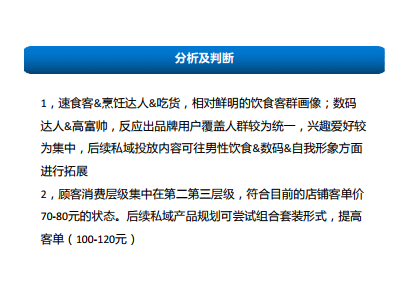 分析及判断
1，速食客&烹饪达人&吃货，相对鲜明的饮食客群画像；数码
达人&高富帅，反应出品牌用户覆盖人群较为统一，兴趣爱好较
为集中，后续私域投放内容可往男性饮食&数码&自我形象方面
进行拓展
2，顾客消费层级集中在第二第三层级，符合目前的店铺客单价
70-80元的状态。后续私域产品规划可尝试组合套装形式，提高
客单（100-120元）